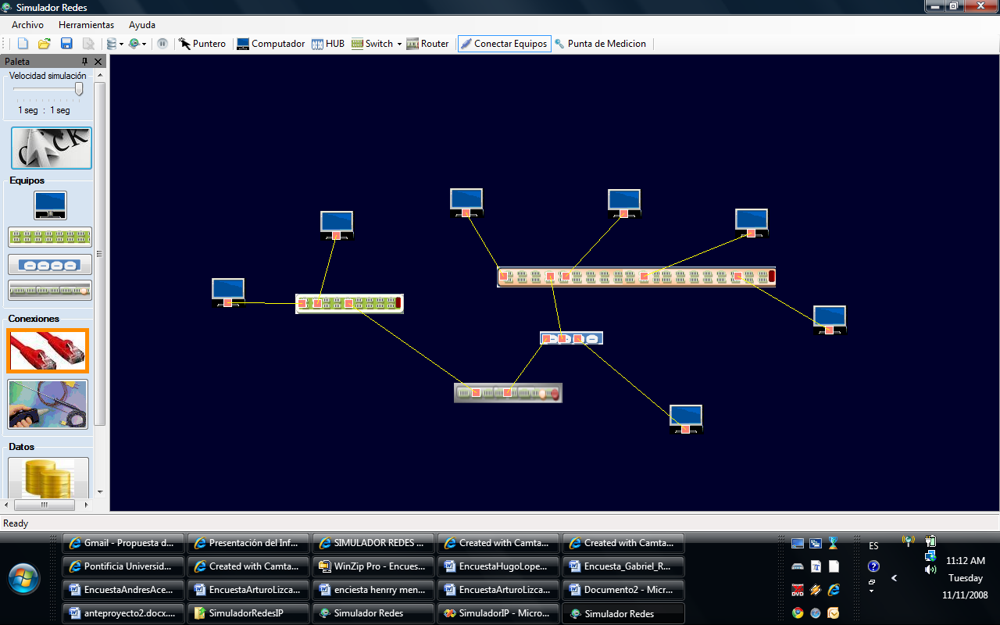 Simulador Redes
Archivo Herramientas Ayuda
Puntero Computador HUB Switch Router Conectar Equipos Punta de Medicion
Paleta
Velocidad simulación
1 seg : 1 seg
CK
Equipos
Conexiones
Datos
Ready
Gmail - Propuesta d... Presentación del Inf... SIMULADOR REDES ... Created with Camta... Created with Camta...
Pontificia Universid... Created with Camta... WinZip Pro - Encues... EncuestaHugoLope... Encuesta_Gabriel_R...
EncuestaAndresAce... EncuestaArturoLizca... enciesta henrry men... EncuestaArturoLizca... Documento2 - Micr...
anteproyecto2.docx.... SimuladorRedesIP Simulador Redes SimuladorIP - Micro... Simulador Redes
ES
DVD
11:12 AM
Tuesday
11/11/2008